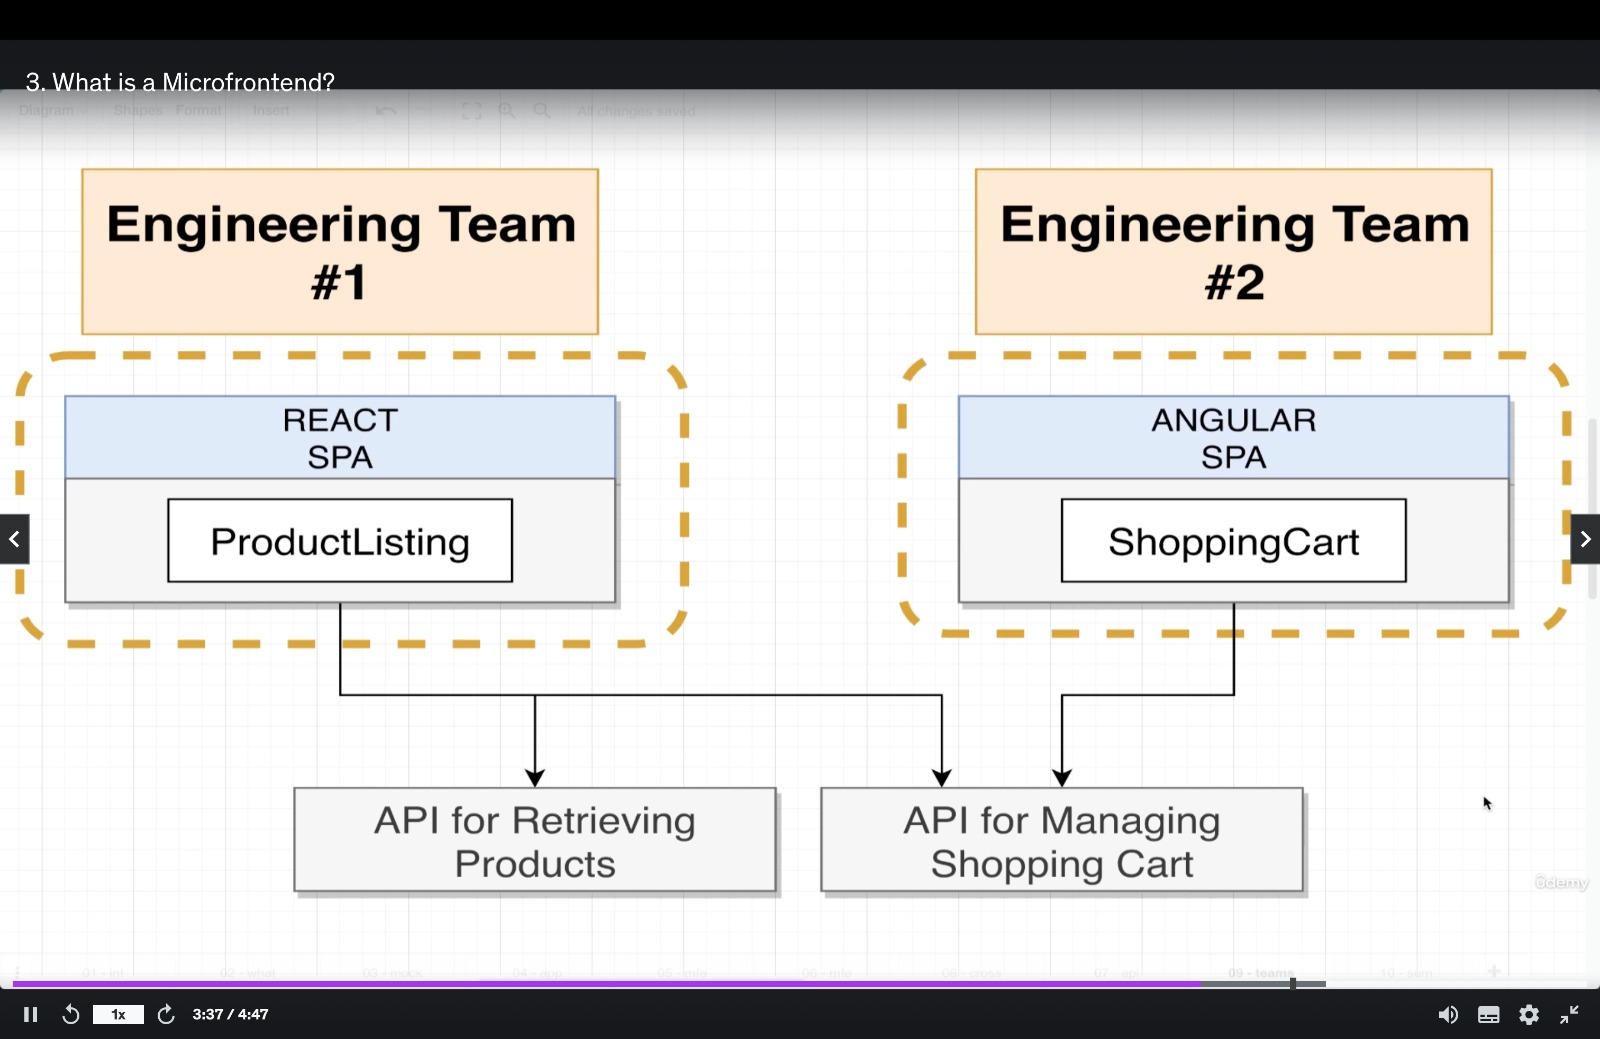 3. What is a Microfrontend?
Diagram Shapes Format Insert All changes saved
Engineering Team
#1
Engineering Team
#2
REACT
SPA
ANGULAR
SPA
ProductListing
ShoppingCart
API for Retrieving
Products
API for Managing
Shopping Cart
ûdemy
01 - int 02 - what 03 - mock 04 - app 05 - mfe 06 - mfe 08 - cross 07 - api 09 - teams 10 - sum
1x 3:37 / 4:47